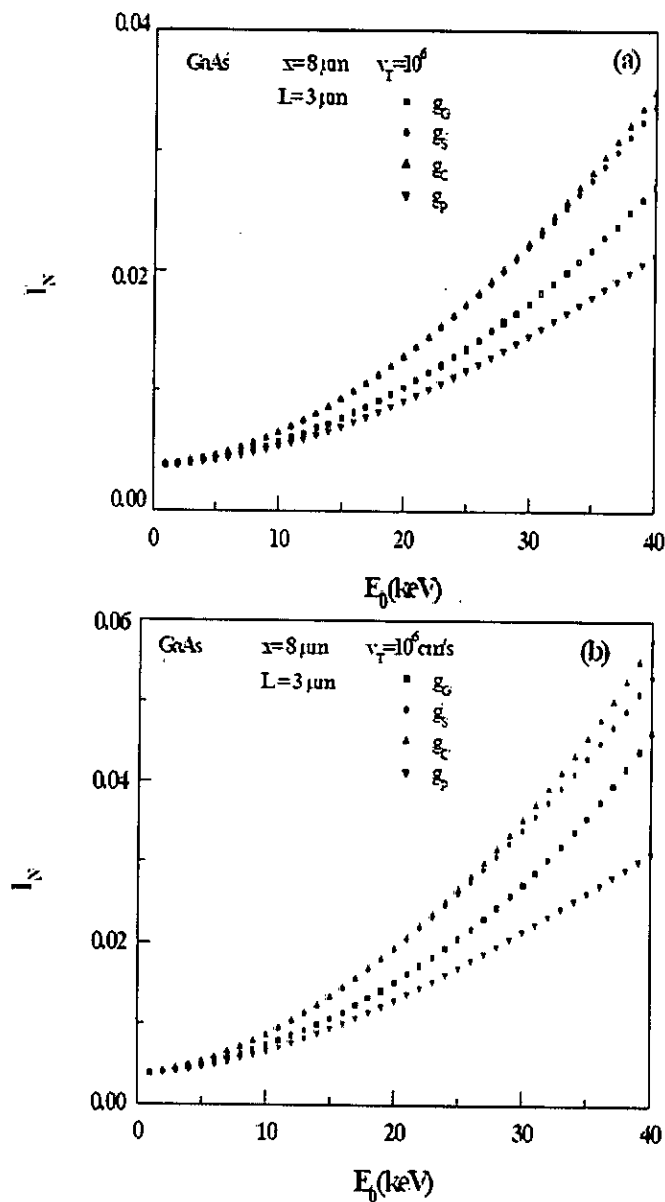 0.04
GaAs x=8 μm v_T=10^6 (a)
L=3 μm
g_G
g_S
g_C
g_P
0.02
I_N
0.00
0 10 20 30 40
E_0(keV)
0.06
GaAs x=8 μm v_T=10^6 cm/s (b)
L=3 μm
g_G
g_S
g_C
g_P
0.04
I_N
0.02
0.00
0 10 20 30 40
E_0(keV)